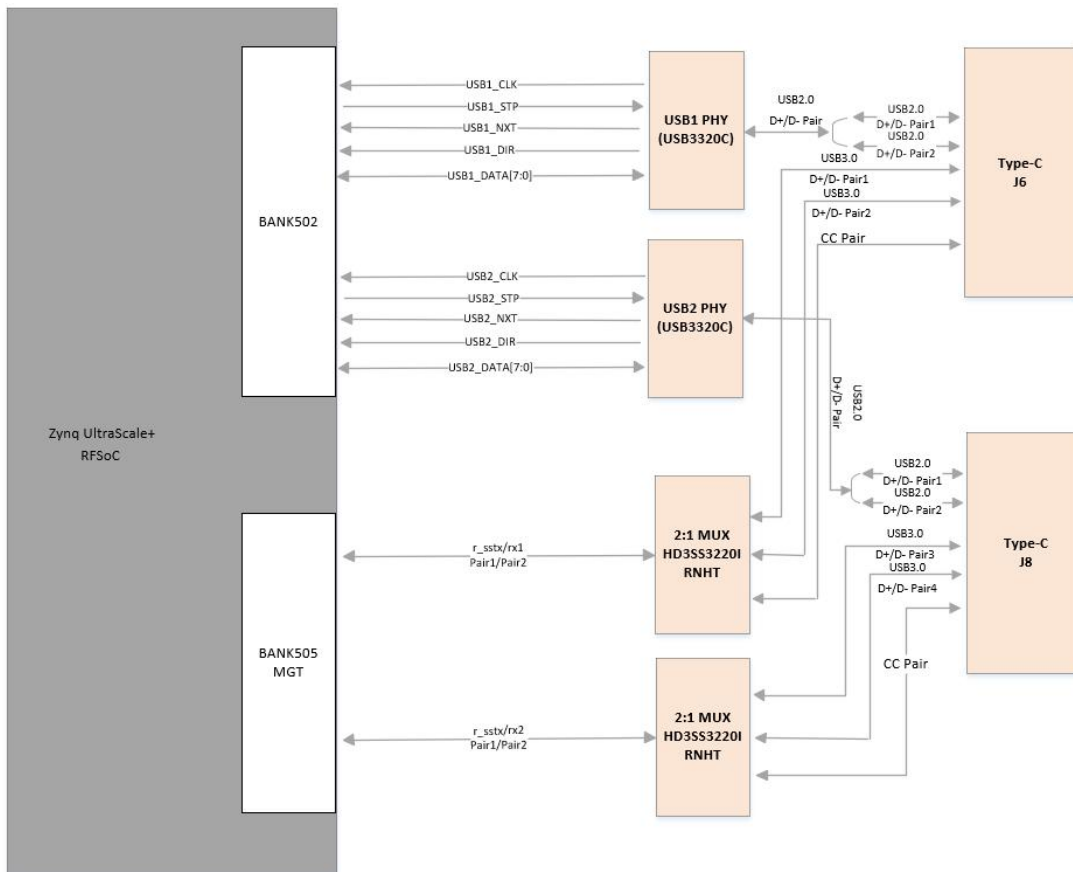 Zynq UltraScale+
RFSoC
BANK502
USB1_CLK
USB1_STP
USB1_NXT
USB1_DIR
USB1_DATA[7:0]
USB1 PHY
(USB3320C)
USB2.0
D+/D- Pair
USB2.0
D+/D- Pair1
USB2.0
D+/D- Pair2
USB3.0
D+/D- Pair1
USB3.0
D+/D- Pair2
CC Pair
Type-C
J6
USB2_CLK
USB2_STP
USB2_NXT
USB2_DIR
USB2_DATA[7:0]
USB2 PHY
(USB3320C)
USB2.0
D+/D- Pair
USB2.0
D+/D- Pair1
USB2.0
D+/D- Pair2
USB3.0
D+/D- Pair3
USB3.0
D+/D- Pair4
CC Pair
Type-C
J8
BANK505
MGT
r_sstx/rx1
Pair1/Pair2
2:1 MUX
HD3SS3220I
RNHT
r_sstx/rx2
Pair1/Pair2
2:1 MUX
HD3SS3220I
RNHT